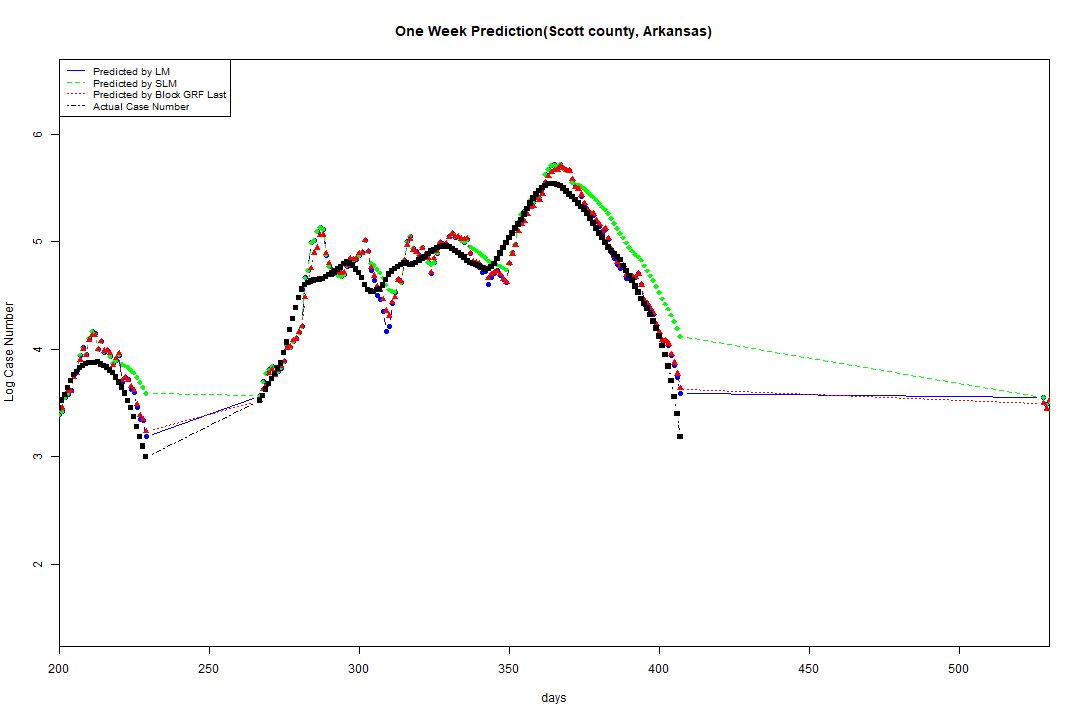 One Week Prediction(Scott county, Arkansas)
Predicted by LM
Predicted by SLM
Predicted by Block GRF Last
Actual Case Number
6
5
4
3
2
Log Case Number
200 250 300 350 400 450 500
days